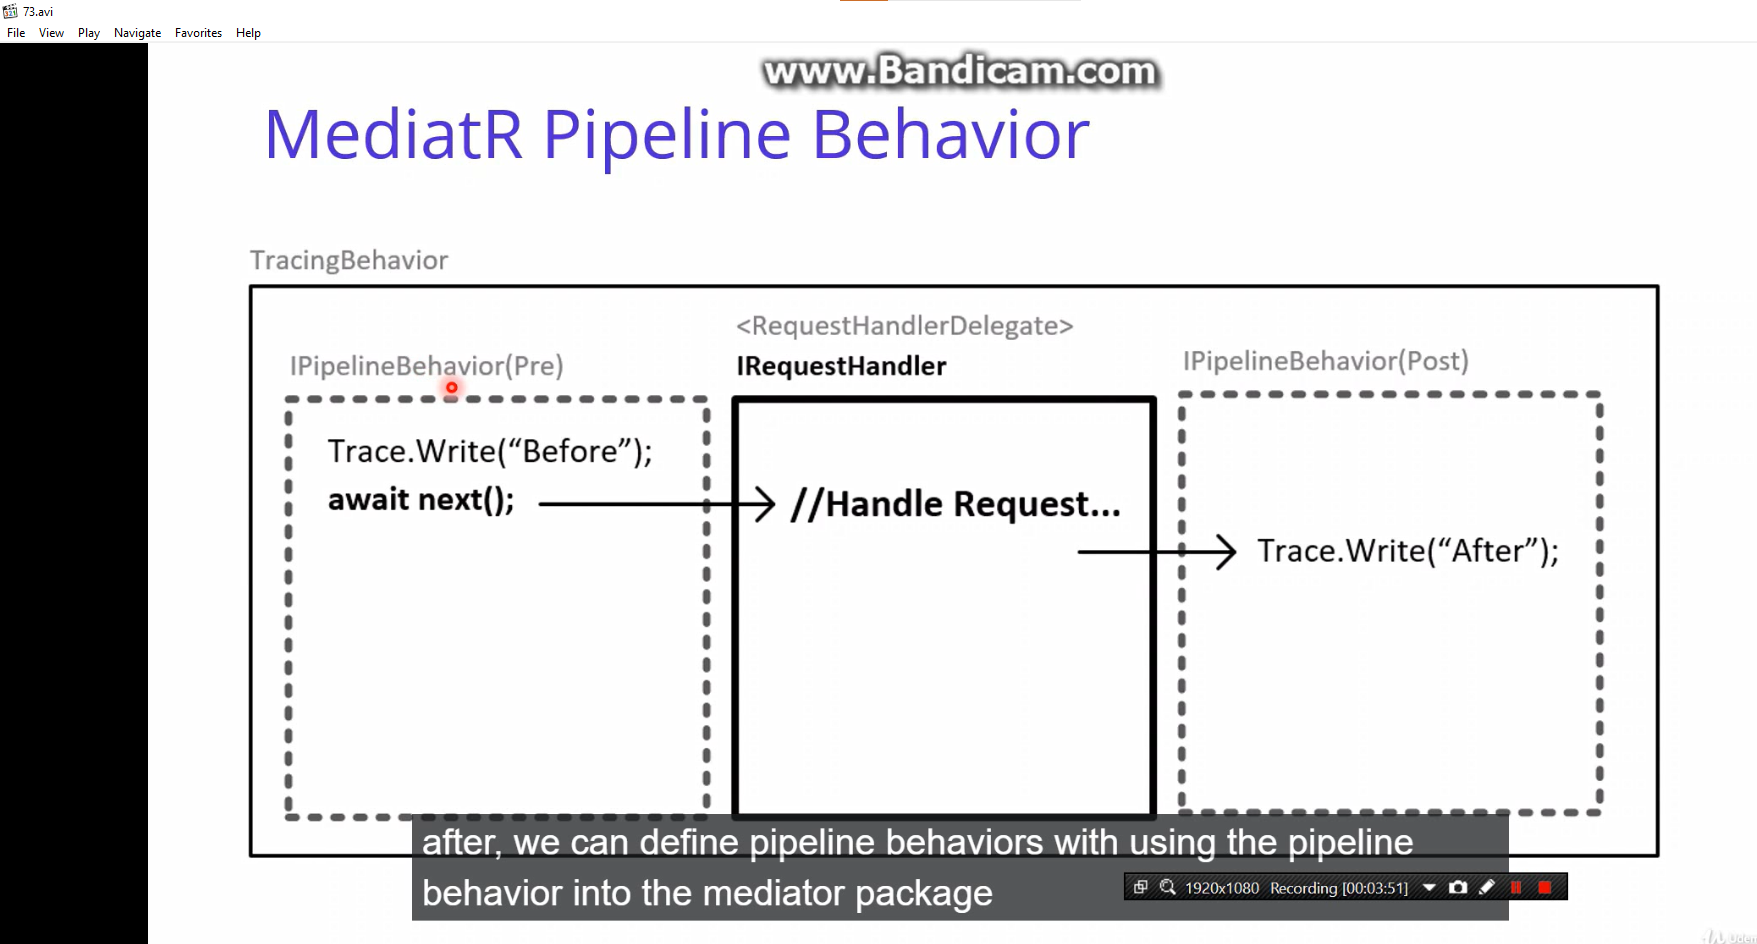 73.avi
File View Play Navigate Favorites Help
www.Bandicam.com
MediatR Pipeline Behavior
TracingBehavior
<RequestHandlerDelegate>
IPipelineBehavior(Pre)
IRequestHandler
IPipelineBehavior(Post)
Trace.Write(“Before”);
await next();
//Handle Request...
Trace.Write(“After”);
after, we can define pipeline behaviors with using the pipeline
behavior into the mediator package
1920x1080 Recording [00:03:51]